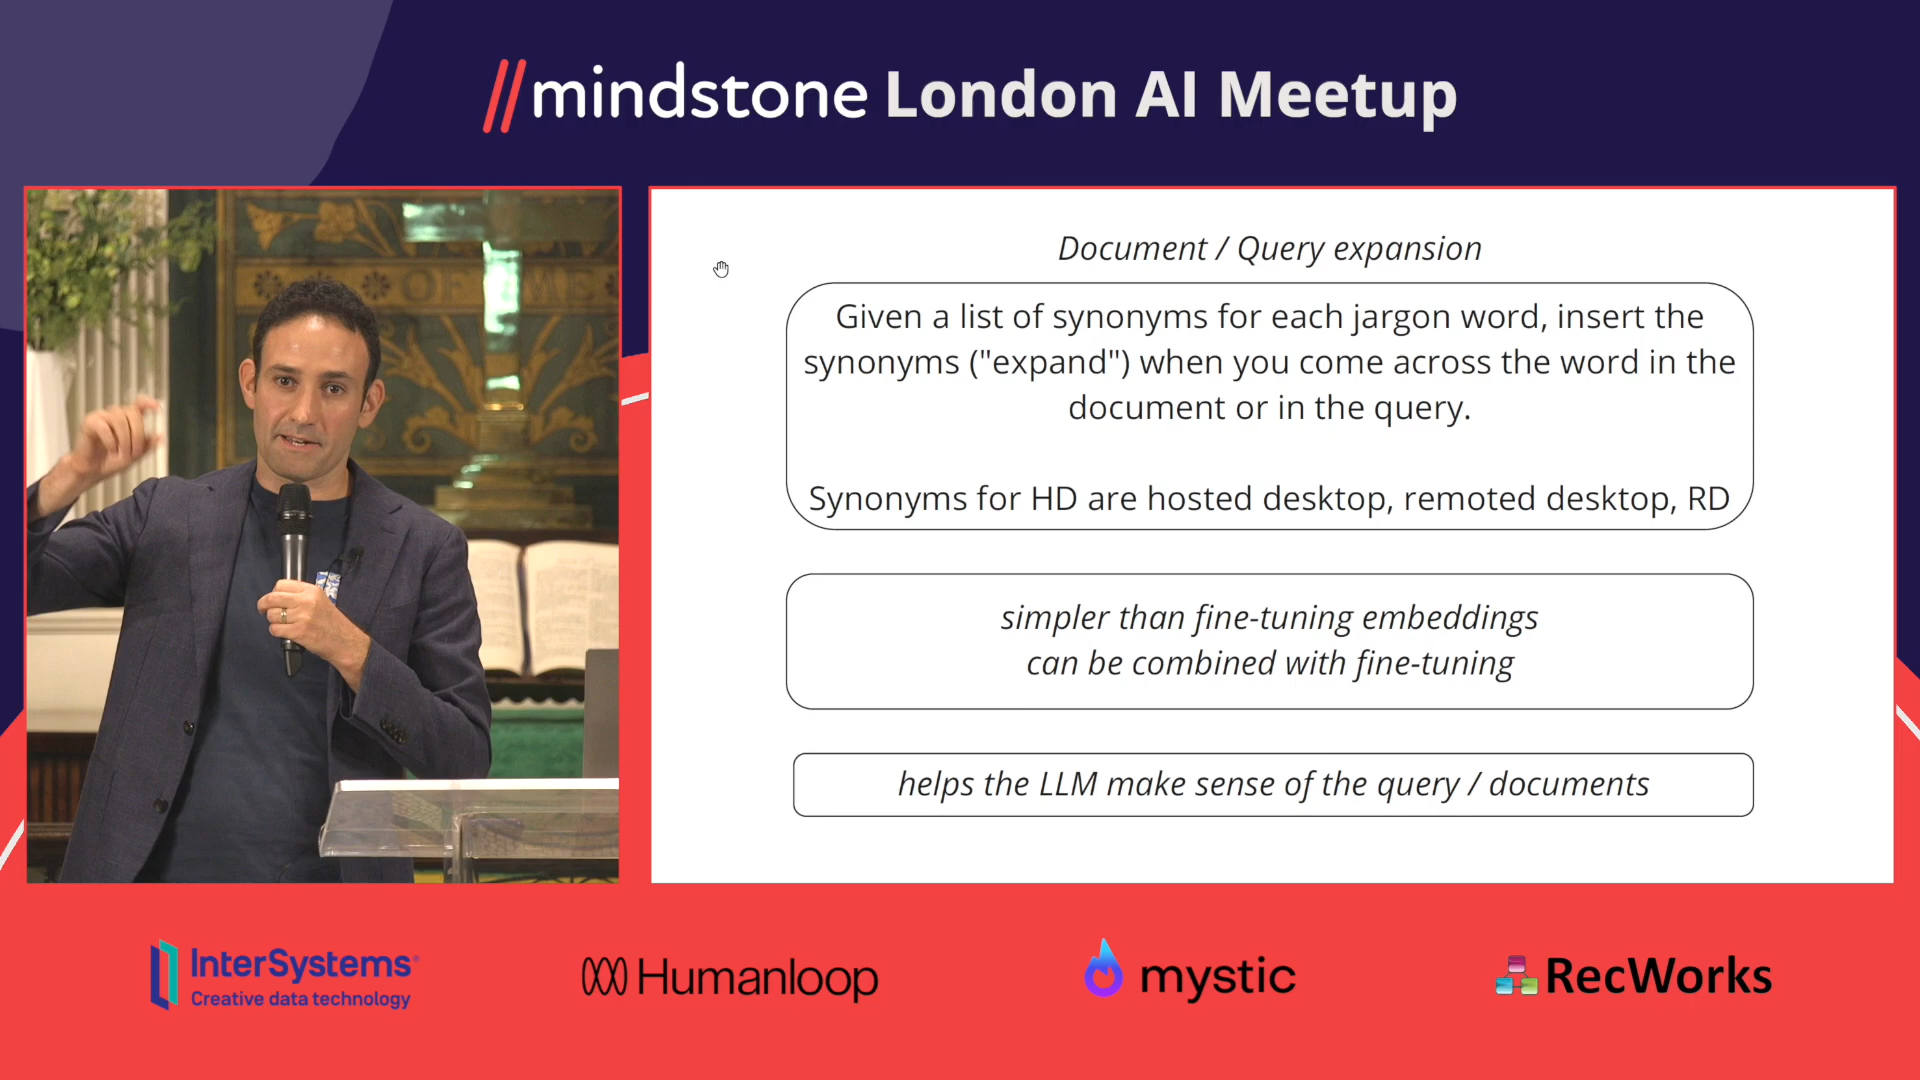 //mindstone London AI Meetup
Document / Query expansion
Given a list of synonyms for each jargon word, insert the
synonyms ("expand") when you come across the word in the
document or in the query.
Synonyms for HD are hosted desktop, remoted desktop, RD
simpler than fine-tuning embeddings
can be combined with fine-tuning
helps the LLM make sense of the query / documents
InterSystems
Creative data technology
Humanloop
mystic
RecWorks